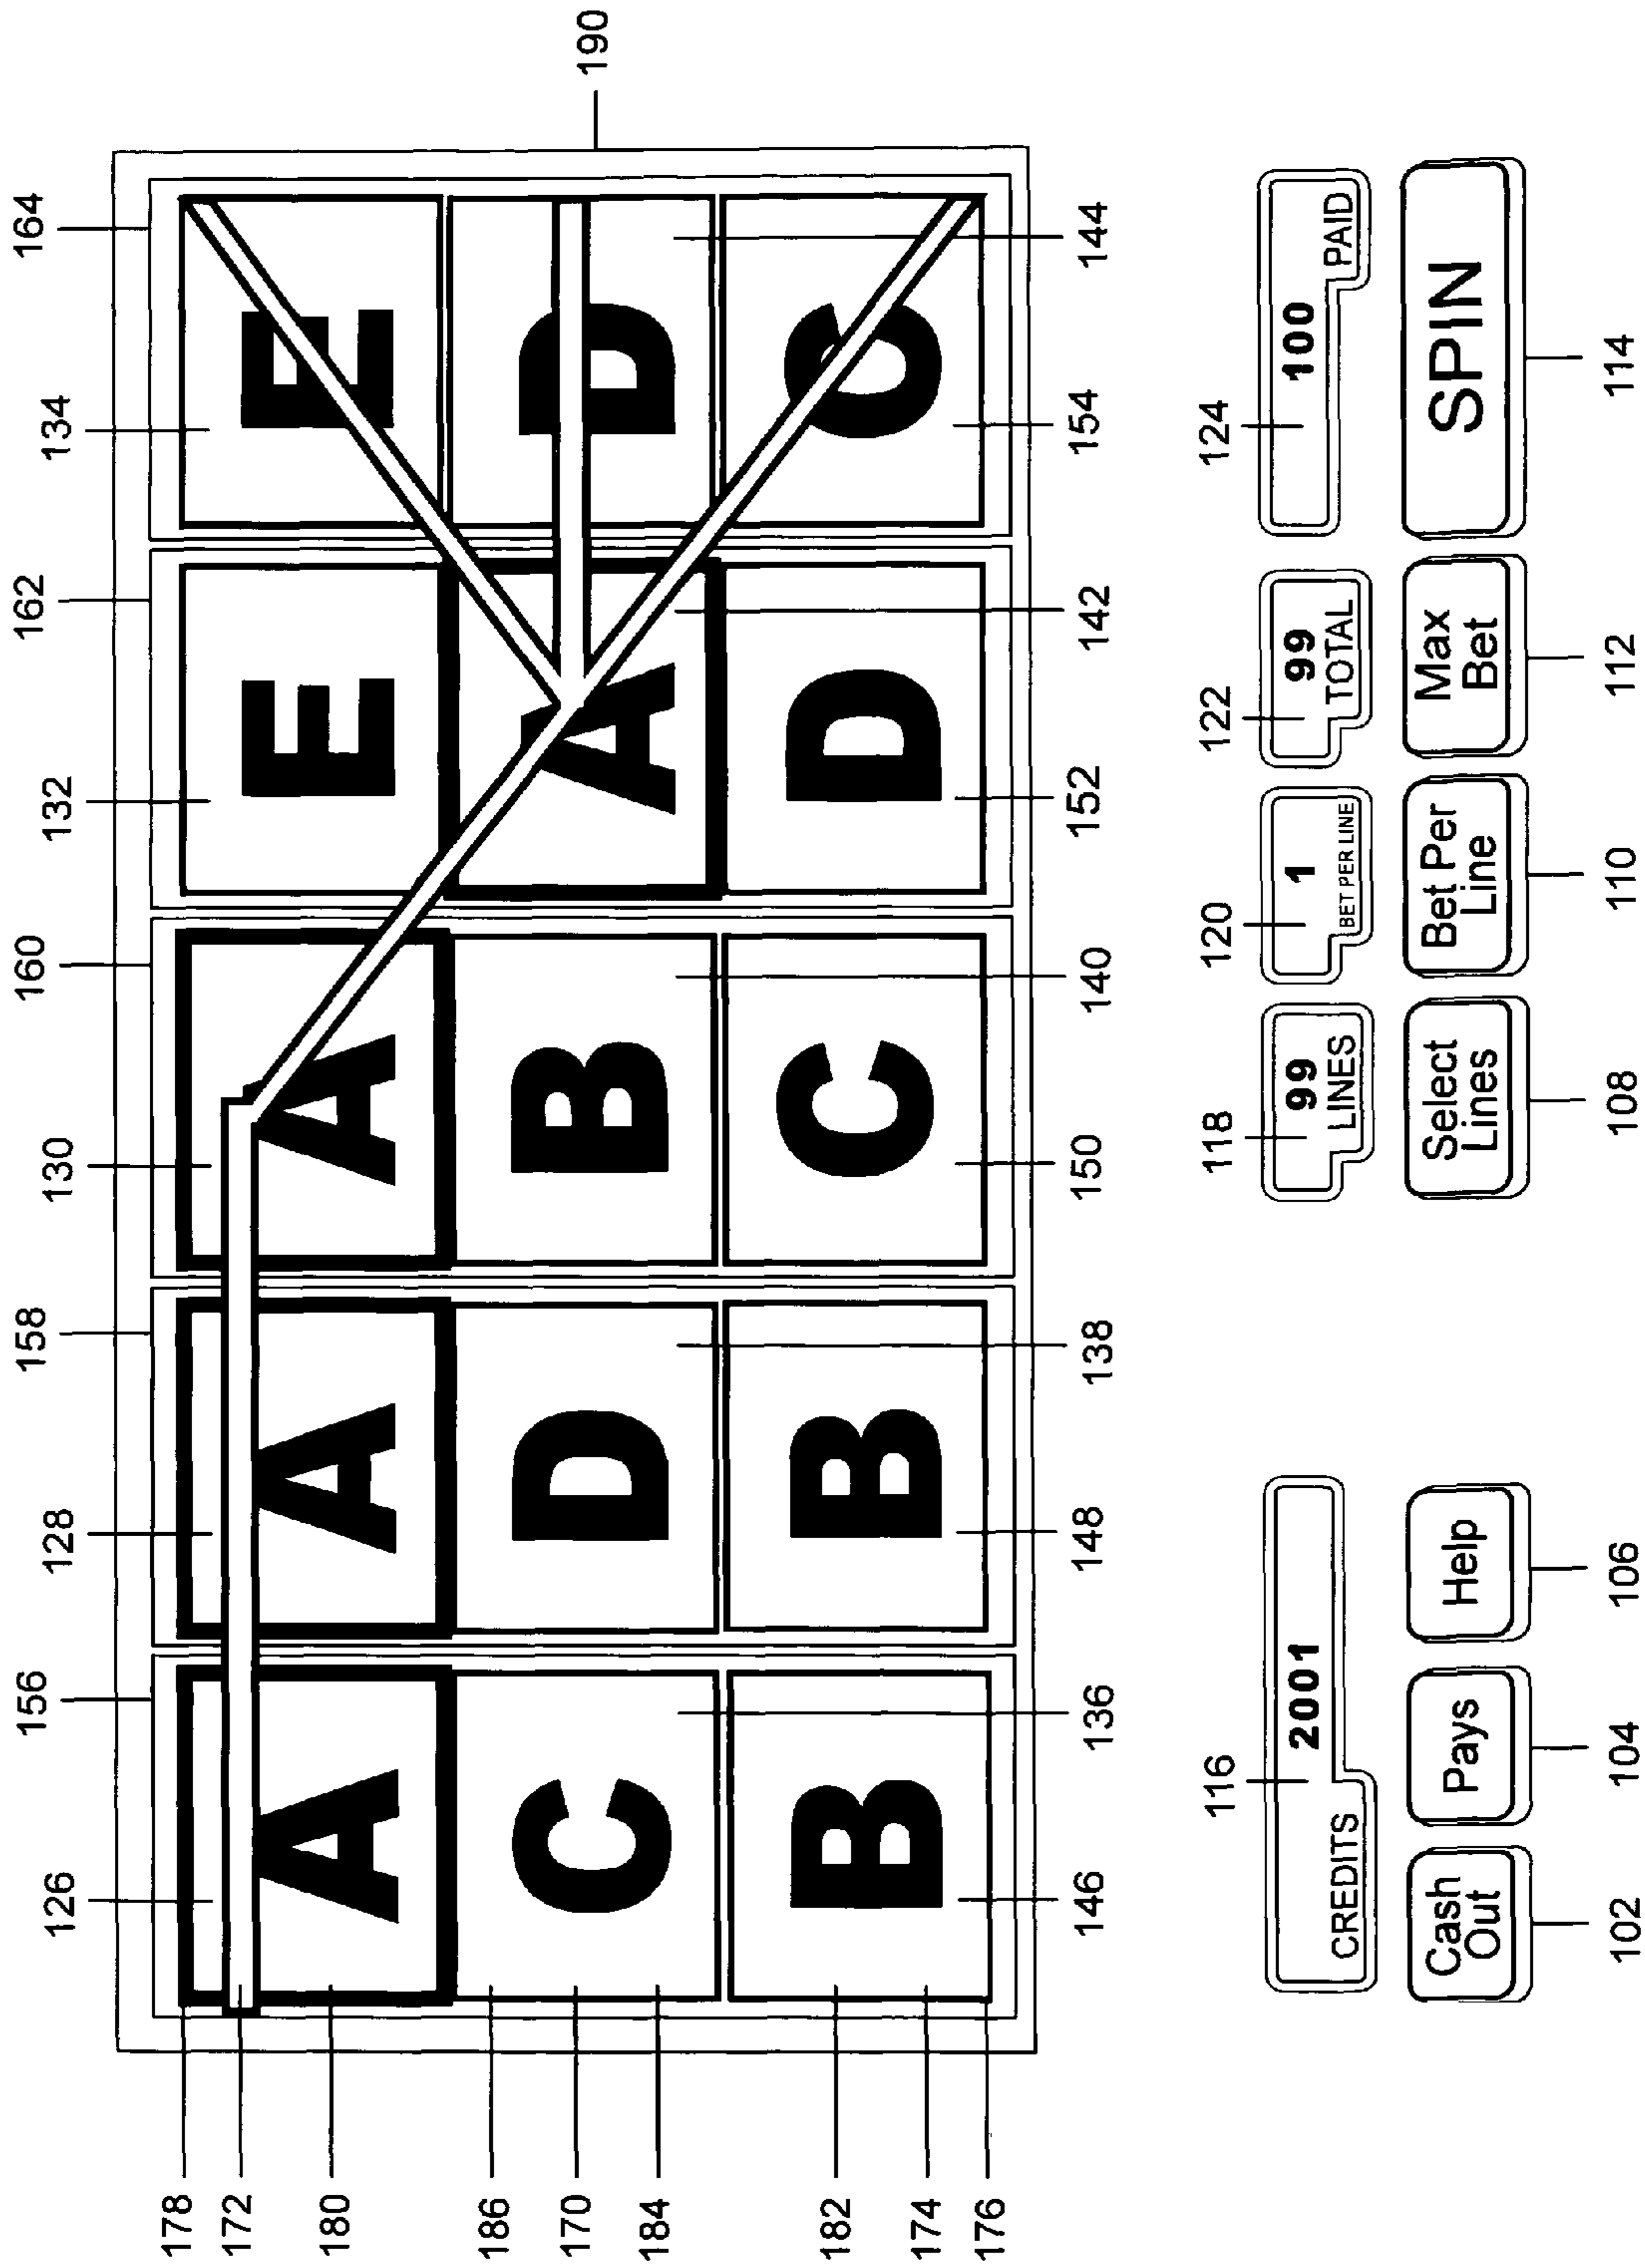 156 158 160 162 164
126 128 130 132 134
178
172
180
A A A E E
186
170
184
C D B A D
182
174
176
B B C D C
190
136 138 140 142 144
146 148 150 152 154
116 118 120 122 124
2001 99 1 99 100
CREDITS LINES BET PER LINE TOTAL PAID
Cash Out
Pays
Help
Select Lines
Bet Per Line
Max Bet
SPIN
102 104 106 108 110 112 114